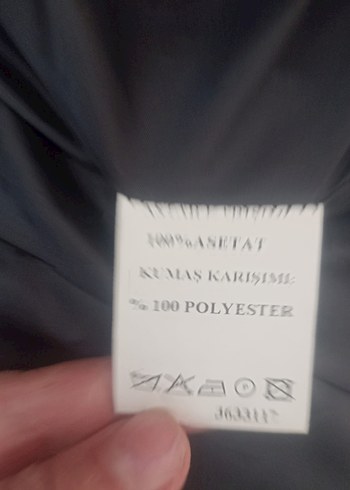 100%ASETAT
KUMAŞ KARIŞIMI:
% 100 POLYESTER